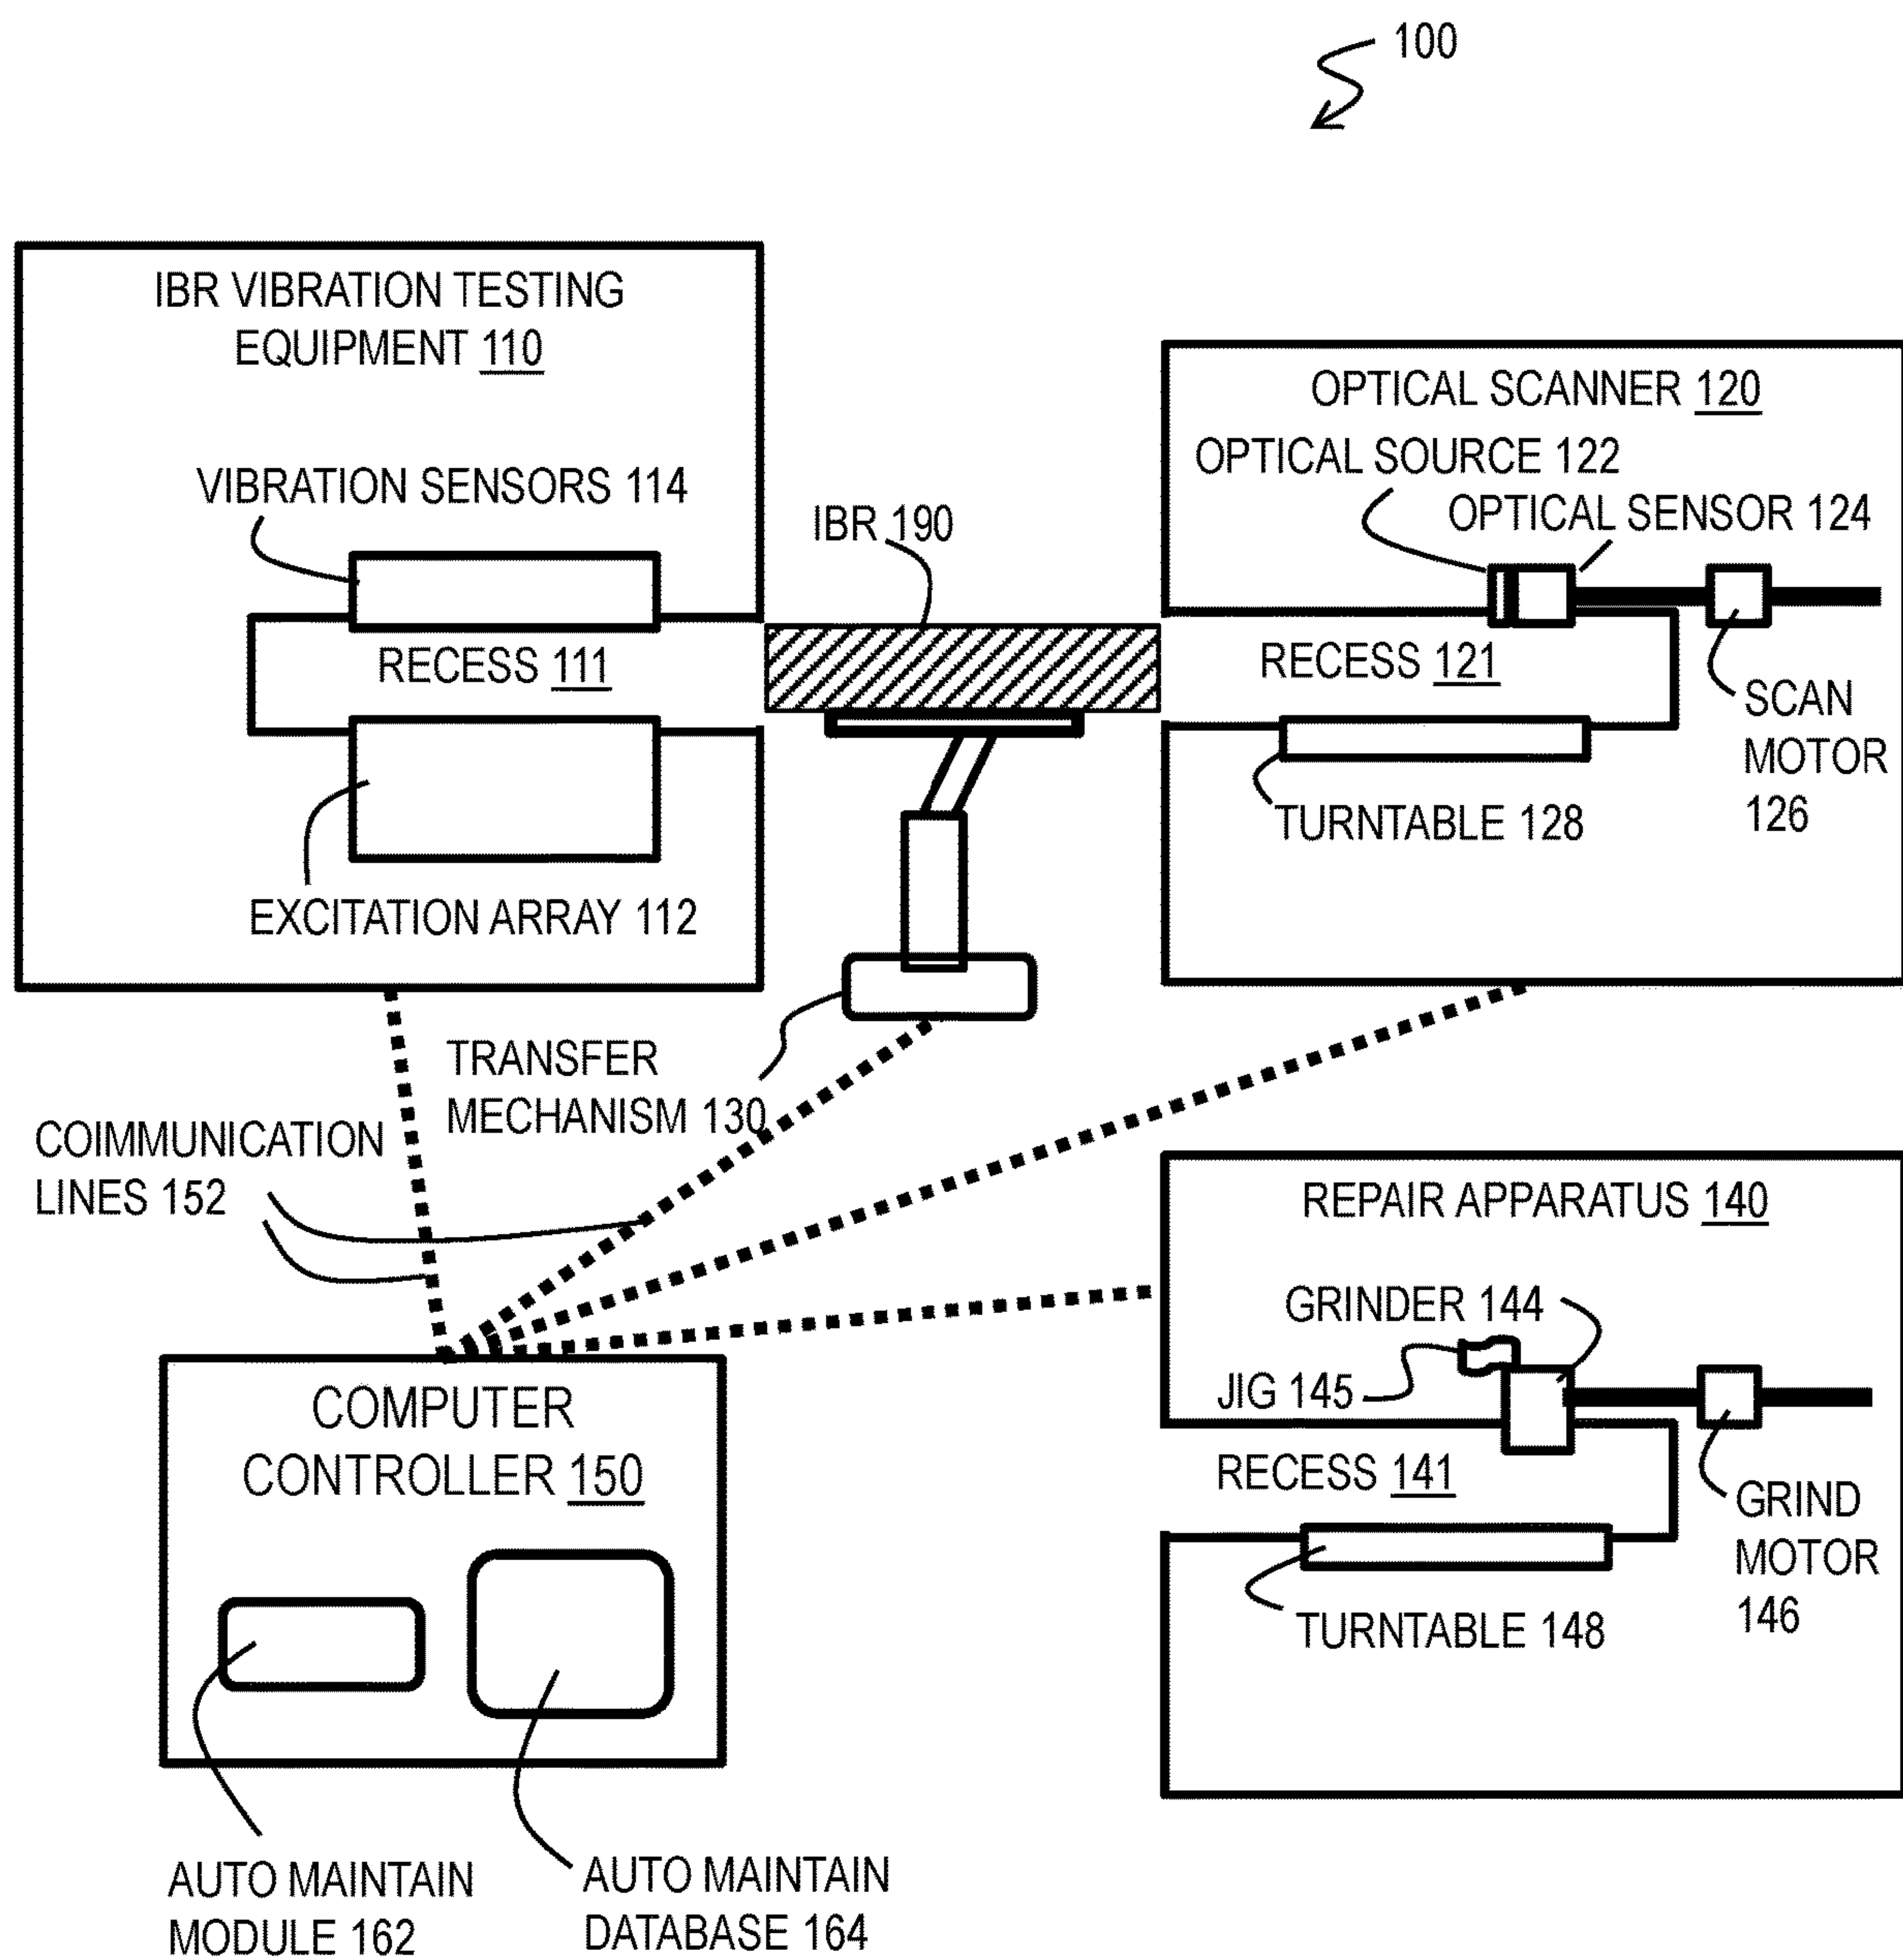 100
IBR VIBRATION TESTING
EQUIPMENT 110
VIBRATION SENSORS 114
RECESS 111
EXCITATION ARRAY 112
IBR 190
OPTICAL SCANNER 120
OPTICAL SOURCE 122
OPTICAL SENSOR 124
RECESS 121
SCAN
MOTOR
126
TURNTABLE 128
TRANSFER
MECHANISM 130
COIMMUNICATION
LINES 152
REPAIR APPARATUS 140
GRINDER 144
JIG 145
RECESS 141
GRIND
MOTOR
146
TURNTABLE 148
COMPUTER
CONTROLLER 150
AUTO MAINTAIN
MODULE 162
AUTO MAINTAIN
DATABASE 164